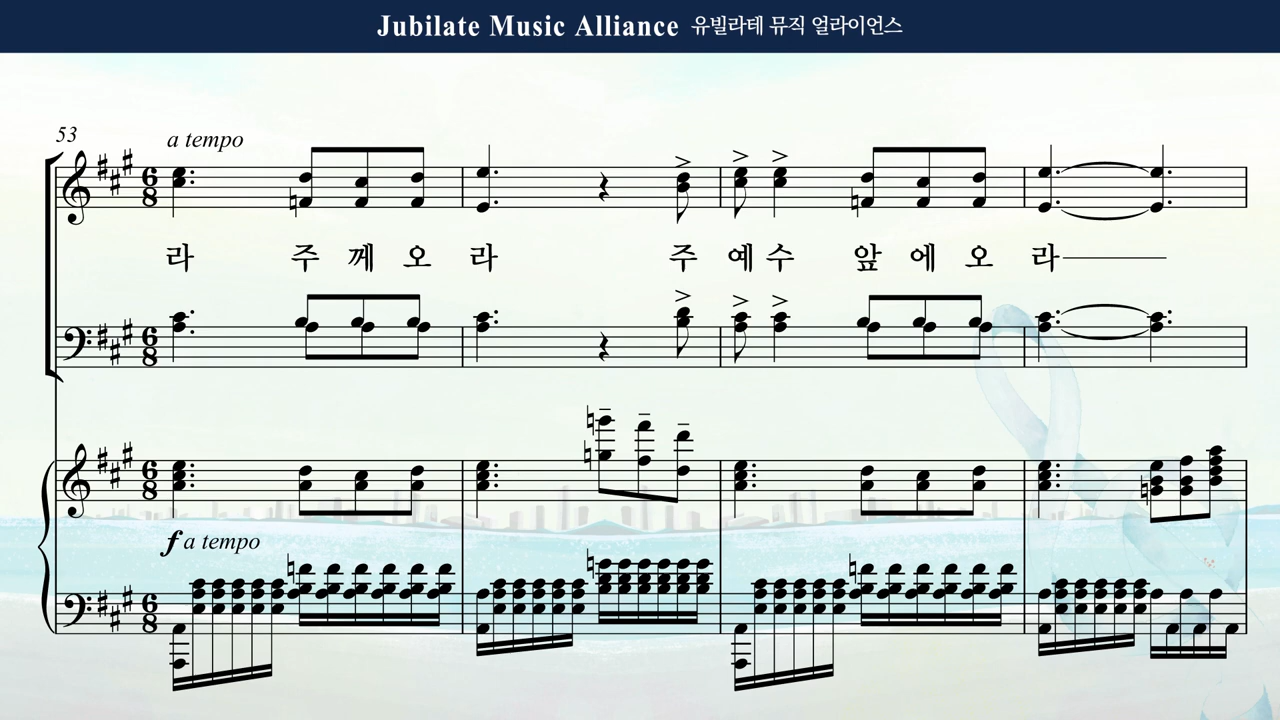 Jubilate Music Alliance 유빌라테 뮤직 얼라이언스
53
a tempo
라 주 께 오 라 주 예 수 앞 에 오 라
f a tempo